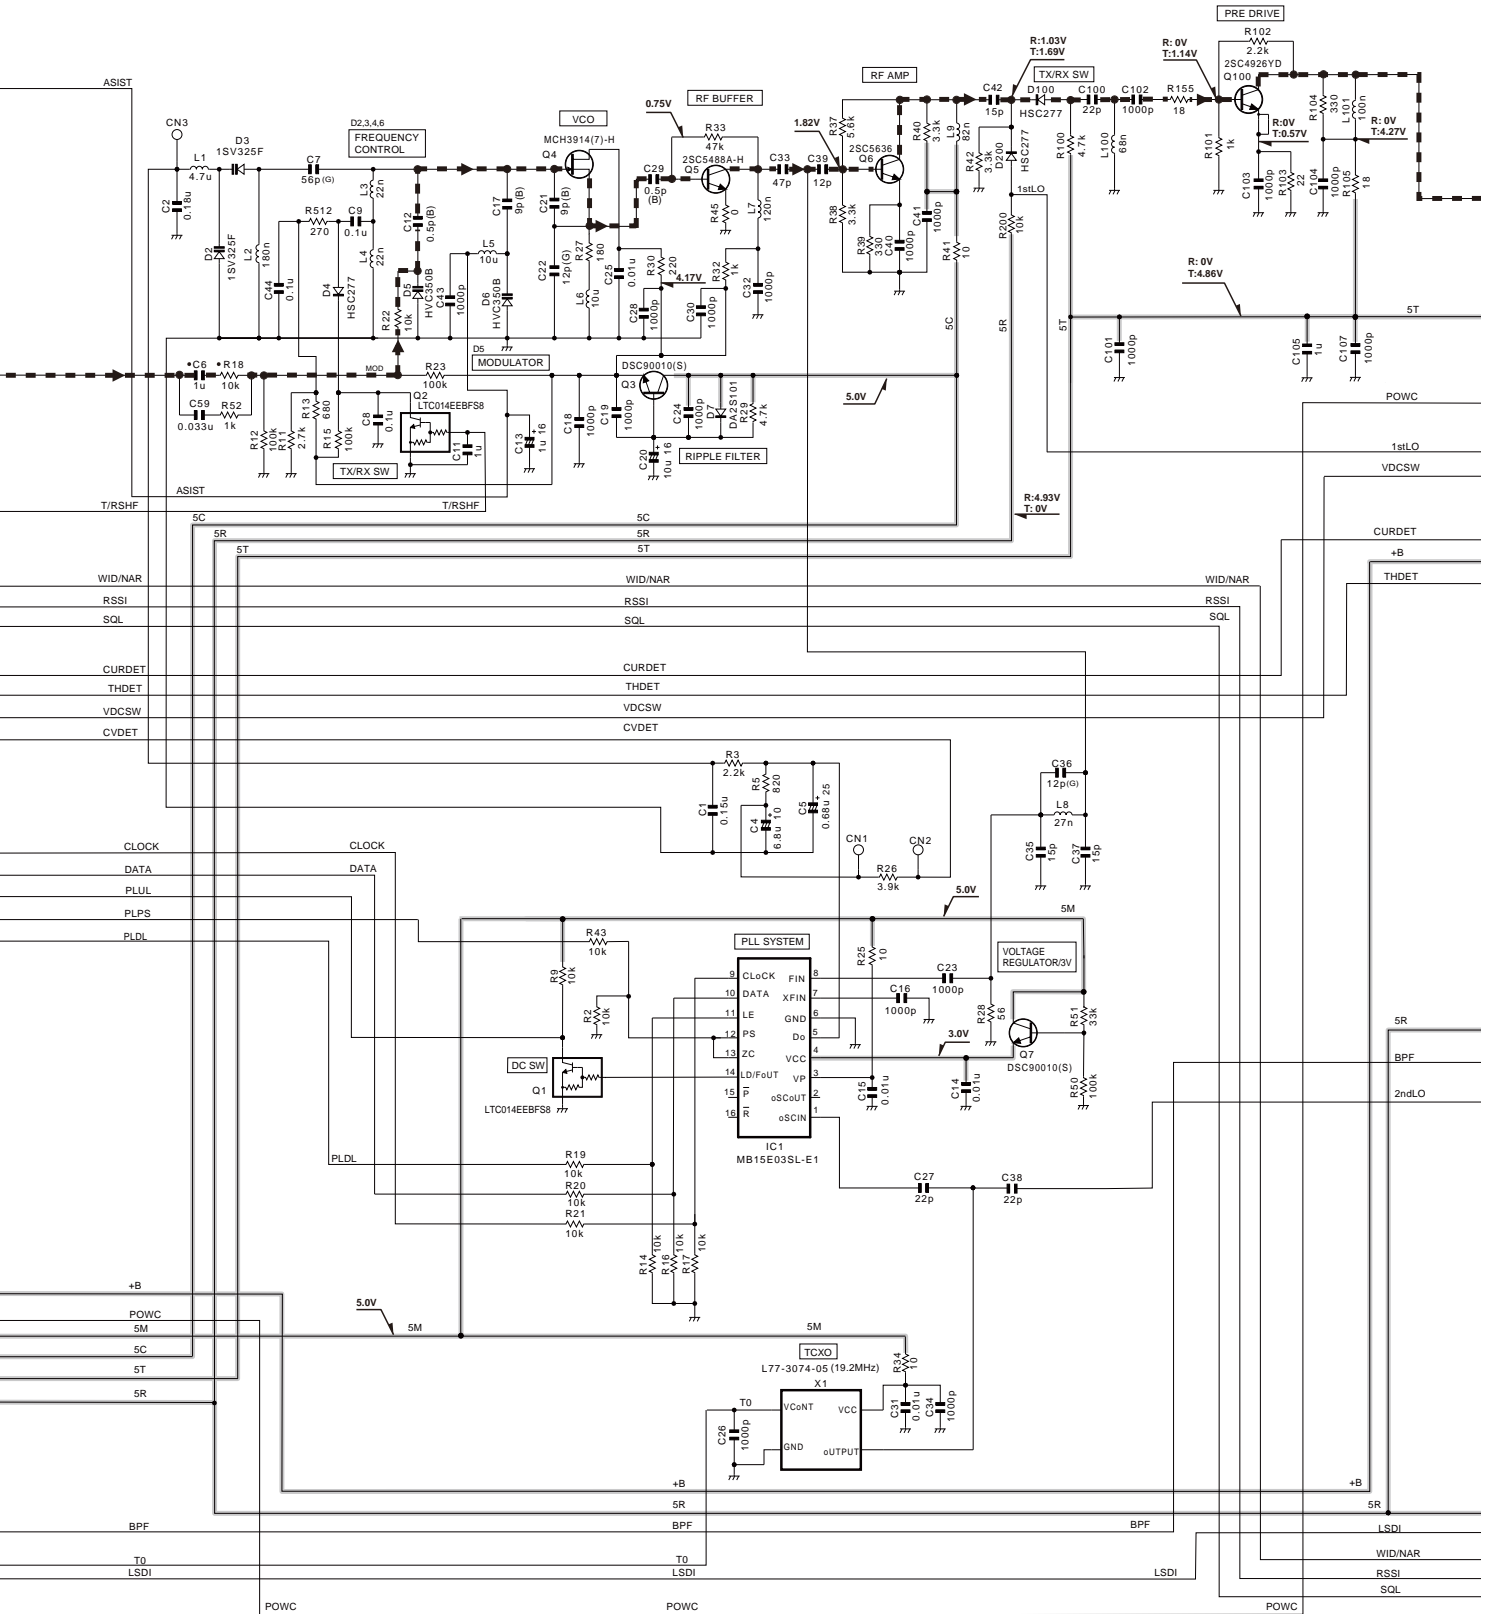 PRE DRIVE
R102
2.2k
2SC4926YD
Q100
R: 0V
T:1.14V
R:1.03V
T:1.69V
TX/RX SW
RF AMP
C42
15p
D100
HSC277
C100
22p
C102
1000p
R155
18
R104
330
L101
100n
R: 0V
T:4.27V
R:0V
T:0.57V
ASIST
CN3
D2,3,4,6
FREQUENCY
CONTROL
VCO
MCH3914(7)-H
Q4
RF BUFFER
0.75V
R33
47k
2SC5488A-H
Q5
1.82V
R37
5.6k
2SC5636
Q6
R40
3.3k
L9
82n
R42
3.3k
D200
HSC277
R100
4.7k
L100
68n
R101
1k
C103
1000p
R103
22
C104
1000p
R105
18
D3
1SV325F
L1
4.7u
C7
56p(G)
L3
22n
C2
0.18u
C29
0.5p
(B)
C33
47p
C39
12p
R512
270
C9
0.1u
L4
22n
C12
0.5p(B)
C17
9p(B)
C21
9p(B)
R45
0
L7
120n
R38
3.3k
R39
330
C40
1000p
C41
1000p
R41
10
1stLO
R200
10k
D2
1SV325F
L2
180n
C44
0.1u
D4
HSC277
R22
10k
D5
HVC350B
C43
1000p
L5
10u
D6
HVC350B
C22
12p(G)
R27
180
L6
10u
C25
0.01u
R30
220
C28
1000p
4.17V
R32
1k
C30
1000p
C32
1000p
R: 0V
T:4.86V
5T
5C
5R
5T
C101
1000p
C105
1u
C107
1000p
C6
1u
R18
10k
MOD
R23
100k
D5
MODULATOR
DSC90010(S)
Q3
5.0V
C59
0.033u
R52
1k
R12
100k
R11
2.7k
R13
680
R15
100k
C8
0.1u
Q2
LTC014EEBFS8
C11
1u
C13
1u 16
C18
1000p
C19
1000p
C20
10u 16
C24
1000p
D7
DA2S101
R29
4.7k
TX/RX SW
RIPPLE FILTER
POWC
1stLO
VDCSW
ASIST
T/RSHF
T/RSHF
R:4.93V
T: 0V
5C
5C
5R
5R
5T
5T
CURDET
+B
THDET
WID/NAR
WID/NAR
WID/NAR
RSSI
RSSI
RSSI
SQL
SQL
SQL
CURDET
CURDET
THDET
THDET
VDCSW
VDCSW
CVDET
CVDET
R3
2.2k
R5
820
C1
0.15u
C4
6.8u 10
C5
0.68u 25
C36
12p(G)
L8
27n
C35
15p
C37
15p
CN1
CN2
R26
3.9k
CLOCK
CLOCK
DATA
DATA
PLUL
PLPS
PLDL
5.0V
5M
R43
10k
R9
10k
R2
10k
PLL SYSTEM
R25
10
VOLTAGE
REGULATOR/3V
9 CLoCK
10 DATA
11 LE
12 PS
13 ZC
14 LD/FoUT
15 P
16 R
FIN 8
XFIN 7
GND 6
Do 5
VCC 4
VP 3
oSCoUT 2
oSCIN 1
IC1
MB15E03SL-E1
C23
1000p
C16
1000p
R28
56
3.0V
Q7
DSC90010(S)
R51
33k
R50
100k
C15
0.01u
C14
0.01u
DC SW
Q1
LTC014EEBFS8
5R
BPF
2ndLO
PLDL
R19
10k
R20
10k
R21
10k
R14
10k
R16
10k
R17
10k
C27
22p
C38
22p
+B
POWC
5M
5.0V
5M
5M
5C
5T
5R
TCXO
L77-3074-05 (19.2MHz)
X1
R34
10
C31
0.01u
C34
1000p
T0
C26
1000p
VCoNT
VCC
GND
oUTPUT
+B
+B
5R
5R
BPF
BPF
BPF
LSDI
T0
T0
LSDI
LSDI
LSDI
WID/NAR
RSSI
SQL
POWC
POWC
POWC